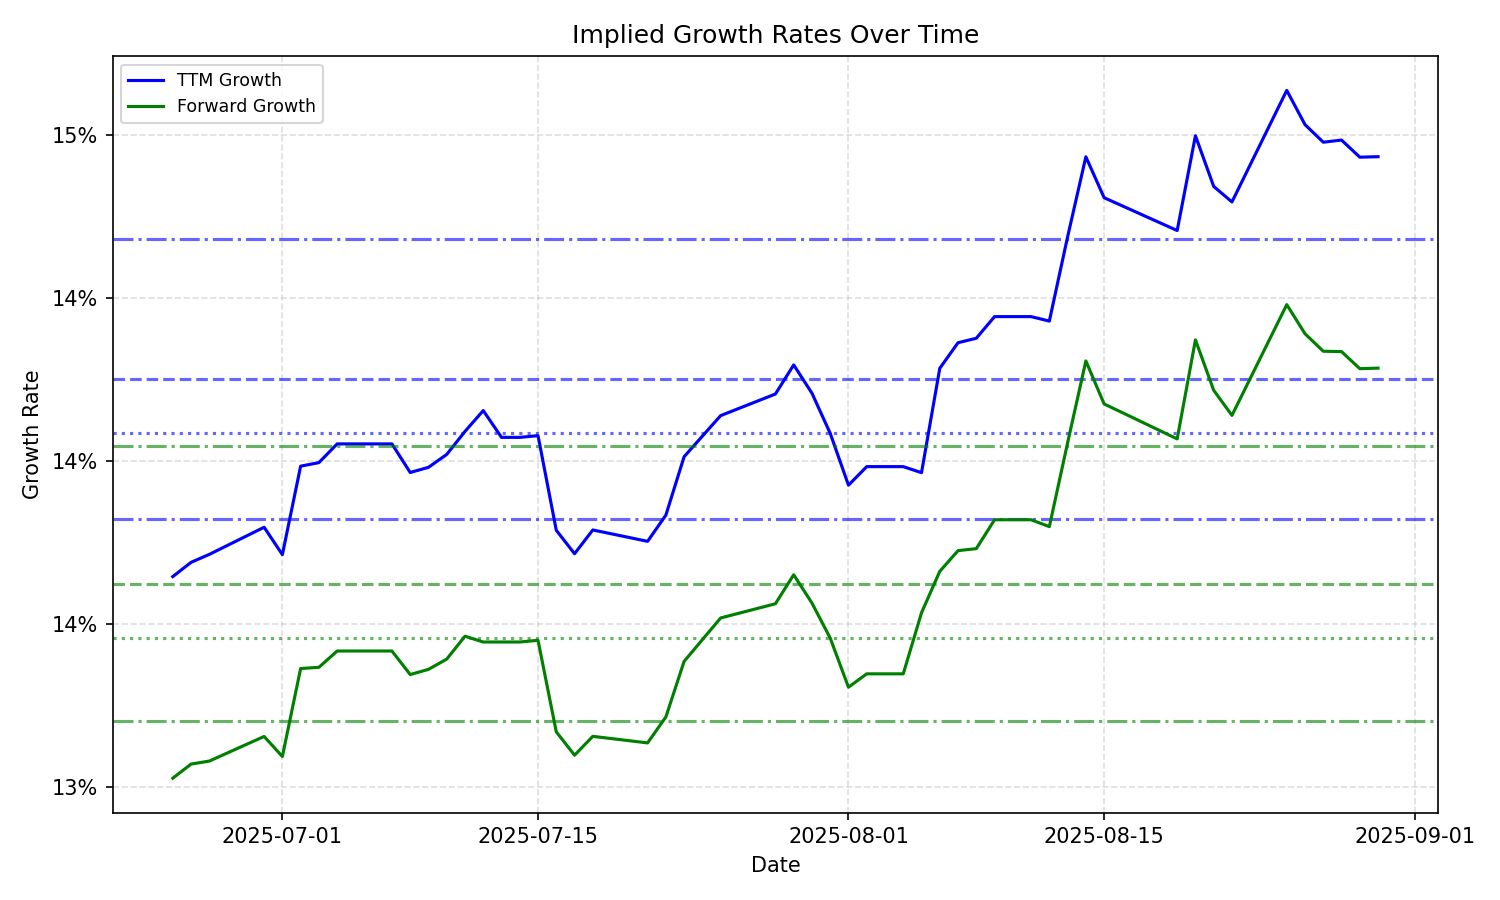 Implied Growth Rates Over Time
TTM Growth
Forward Growth
15%
14%
14%
14%
13%
Growth Rate
2025-07-01
2025-07-15
2025-08-01
2025-08-15
2025-09-01
Date